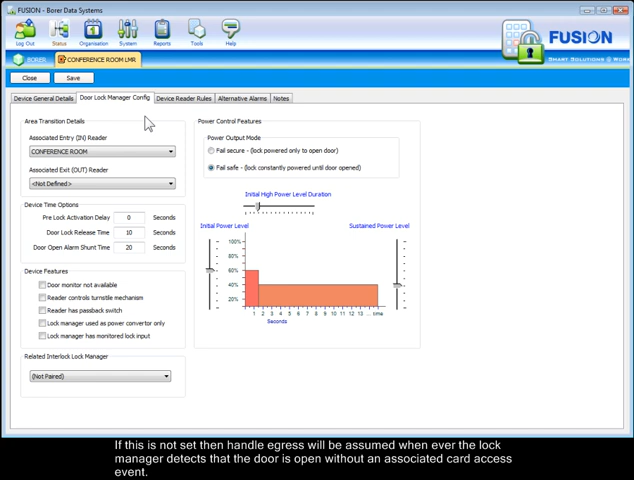 FUSION - Borer Data Systems
Log Out
Status
Organisation
System
Reports
Tools
Help
FUSION
SMART SOLUTIONS @ WORK
BORER
CONFERENCE ROOM LMR
Close
Save
Device General Details
Door Lock Manager Config
Device Reader Rules
Alternative Alarms
Notes
Area Transition Details
Associated Entry (IN) Reader
CONFERENCE ROOM
Associated Exit (OUT) Reader
<Not Defined>
Device Time Options
Pre Lock Activation Delay 0 Seconds
Door Lock Release Time 10 Seconds
Door Open Alarm Shunt Time 20 Seconds
Device Features
Door monitor not available
Reader controls turnstile mechanism
Reader has passback switch
Lock manager used as power convertor only
Lock manager has monitored lock input
Related Interlock Lock Manager
(Not Paired)
Power Control Features
Power Output Mode
Fail secure - (lock powered only to open door)
Fail safe - (lock constantly powered until door opened)
Initial High Power Level Duration
Initial Power Level
Sustained Power Level
100%
80%
60%
40%
20%
1 2 3 4 5 6 7 8 9 10 11 12 13 ... time
Seconds
If this is not set then handle egress will be assumed when ever the lock
manager detects that the door is open without an associated card access
event.